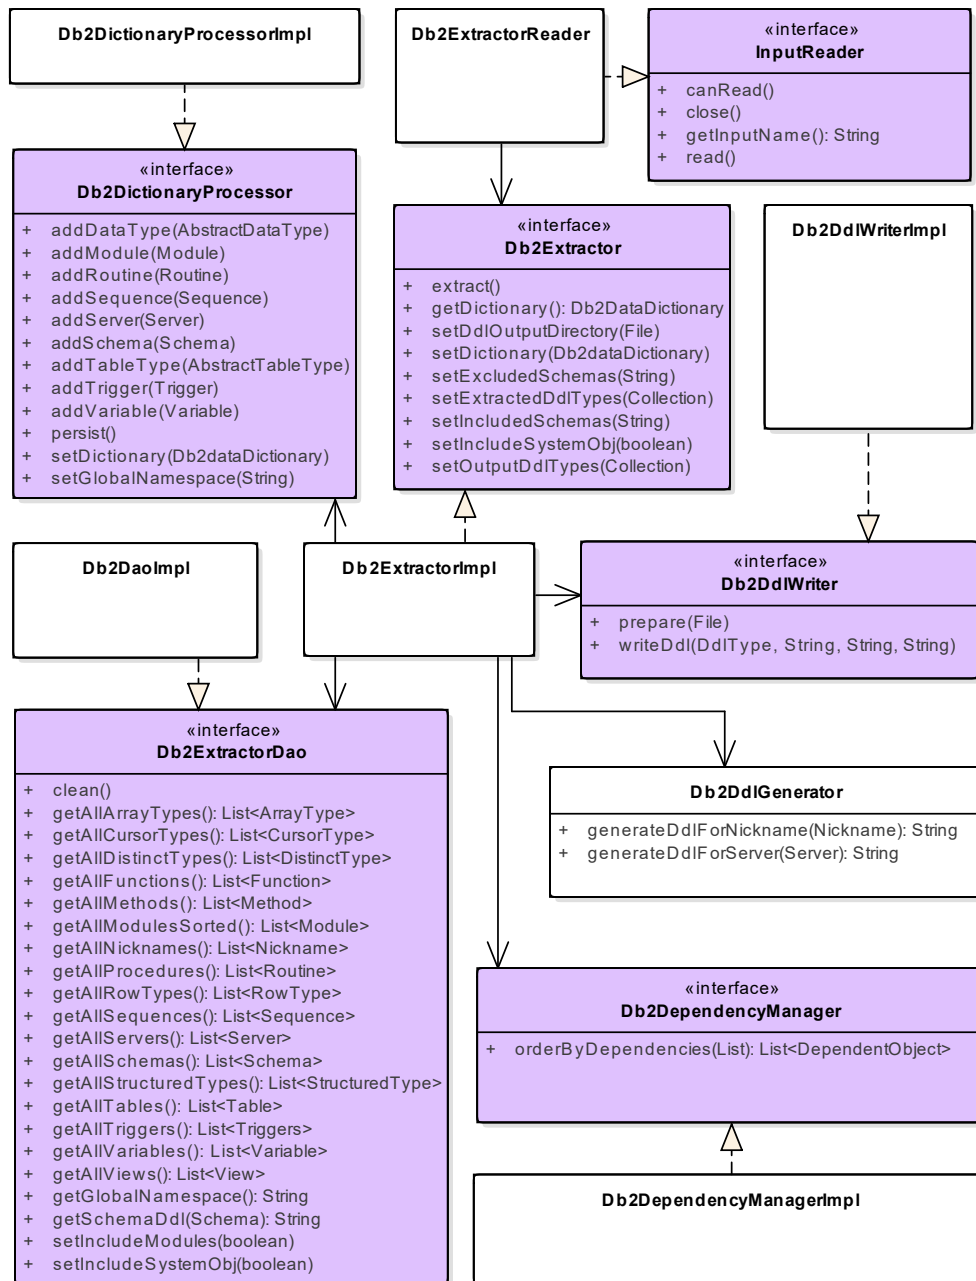 Db2DictionaryProcessorImpl
Db2ExtractorReader
«interface»
InputReader
+ canRead()
+ close()
+ getInputName(): String
+ read()
«interface»
Db2DictionaryProcessor
+ addDataType(AbstractDataType)
+ addModule(Module)
+ addRoutine(Routine)
+ addSequence(Sequence)
+ addServer(Server)
+ addSchema(Schema)
+ addTableType(AbstractTableType)
+ addTrigger(Trigger)
+ addVariable(Variable)
+ persist()
+ setDictionary(Db2dataDictionary)
+ setGlobalNamespace(String)
«interface»
Db2Extractor
+ extract()
+ getDictionary(): Db2DataDictionary
+ setDdlOutputDirectory(File)
+ setDictionary(Db2dataDictionary)
+ setExcludedSchemas(String)
+ setExtractedDdlTypes(Collection)
+ setIncludedSchemas(String)
+ setIncludeSystemObj(boolean)
+ setOutputDdlTypes(Collection)
Db2DdlWriterImpl
Db2DaoImpl
Db2ExtractorImpl
«interface»
Db2DdlWriter
+ prepare(File)
+ writeDdl(DdlType, String, String, String)
«interface»
Db2ExtractorDao
+ clean()
+ getAllArrayTypes(): List<ArrayType>
+ getAllCursorTypes(): List<CursorType>
+ getAllDistinctTypes(): List<DistinctType>
+ getAllFunctions(): List<Function>
+ getAllMethods(): List<Method>
+ getAllModulesSorted(): List<Module>
+ getAllNicknames(): List<Nickname>
+ getAllProcedures(): List<Routine>
+ getAllRowTypes(): List<RowType>
+ getAllSequences(): List<Sequence>
+ getAllServers(): List<Server>
+ getAllSchemas(): List<Schema>
+ getAllStructuredTypes(): List<StructuredType>
+ getAllTables(): List<Table>
+ getAllTriggers(): List<Triggers>
+ getAllVariables(): List<Variable>
+ getAllViews(): List<View>
+ getGlobalNamespace(): String
+ getSchemaDdl(Schema): String
+ setIncludeModules(boolean)
+ setIncludeSystemObj(boolean)
Db2DdlGenerator
+ generateDdlForNickname(Nickname): String
+ generateDdlForServer(Server): String
«interface»
Db2DependencyManager
+ orderByDependencies(List): List<DependentObject>
Db2DependencyManagerImpl